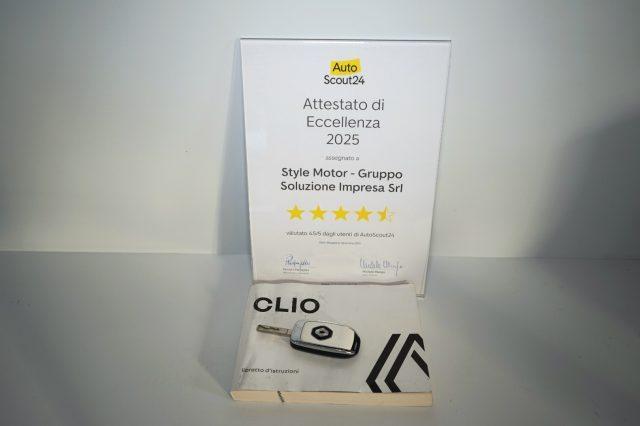 Auto
Scout24
Attestato di
Eccellenza
2025
assegnato a
Style Motor - Gruppo
Soluzione Impresa Srl
valutato 4.5/5 dagli utenti di AutoScout24
CLIO
libretto d'istruzioni